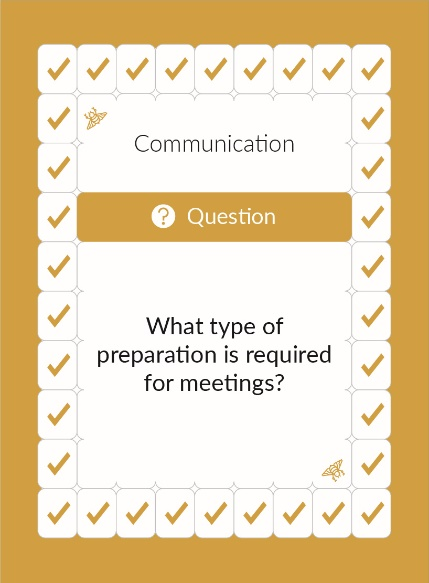 Communication
? Question
What type of
preparation is required
for meetings?